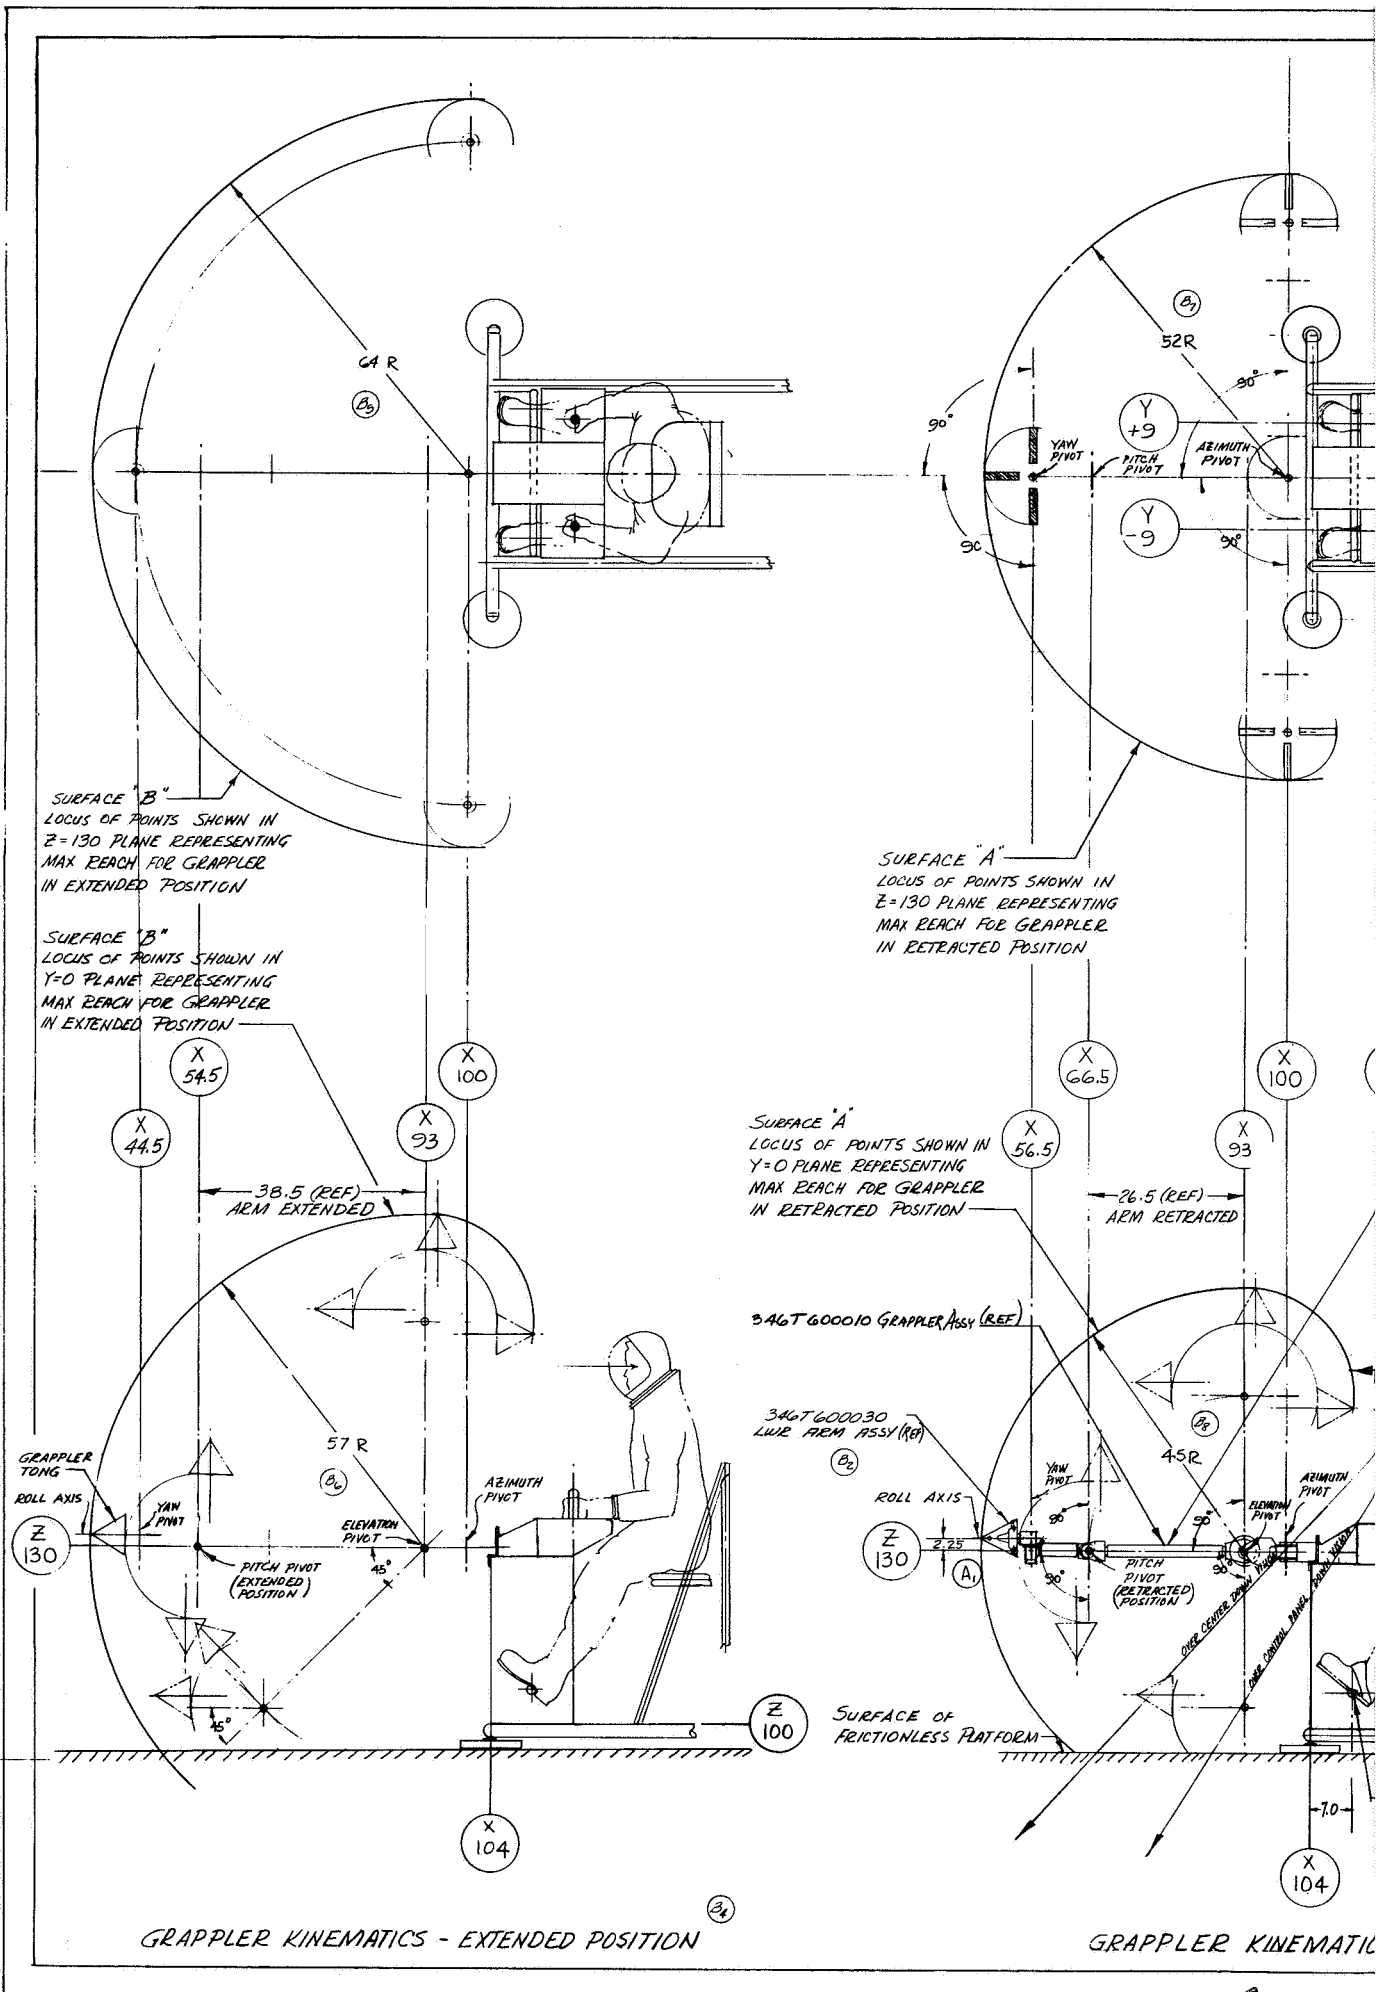 64 R
B5
SURFACE "B"
LOCUS OF POINTS SHOWN IN
Z=130 PLANE REPRESENTING
MAX REACH FOR GRAPPLER
IN EXTENDED POSITION
SURFACE "B"
LOCUS OF POINTS SHOWN IN
Y=0 PLANE REPRESENTING
MAX REACH FOR GRAPPLER
IN EXTENDED POSITION
X
54.5
X
100
X
44.5
X
93
38.5 (REF)
ARM EXTENDED
57 R
B6
GRAPPLER
TONG
ROLL AXIS
YAW
PIVOT
Z
130
PITCH PIVOT
(EXTENDED
POSITION)
ELEVATION
PIVOT
45°
AZIMUTH
PIVOT
45°
Z
100
X
104
B4
GRAPPLER KINEMATICS - EXTENDED POSITION
B7
52R
90°
90°
Y
+9
YAW
PIVOT
PITCH
PIVOT
AZIMUTH
PIVOT
Y
-9
90
90°
SURFACE "A"
LOCUS OF POINTS SHOWN IN
Z=130 PLANE REPRESENTING
MAX REACH FOR GRAPPLER
IN RETRACTED POSITION
X
66.5
X
100
SURFACE "A"
LOCUS OF POINTS SHOWN IN
Y=0 PLANE REPRESENTING
MAX REACH FOR GRAPPLER
IN RETRACTED POSITION
X
56.5
X
93
26.5 (REF)
ARM RETRACTED
346T600010 GRAPPLER ASSY (REF)
346T600030
LWR ARM ASSY (REF)
B2
B8
45R
YAW
PIVOT
AZIMUTH
PIVOT
ROLL AXIS
90°
90°
ELEVATION
PIVOT
Z
130
2.25
A1
90°
PITCH
PIVOT
(RETRACTED
POSITION)
90°
OVER CENTER DOWN VISION
OVER CONTROL PANEL DOWN VISION
SURFACE OF
FRICTIONLESS PLATFORM
7.0
X
104
GRAPPLER KINEMATIC